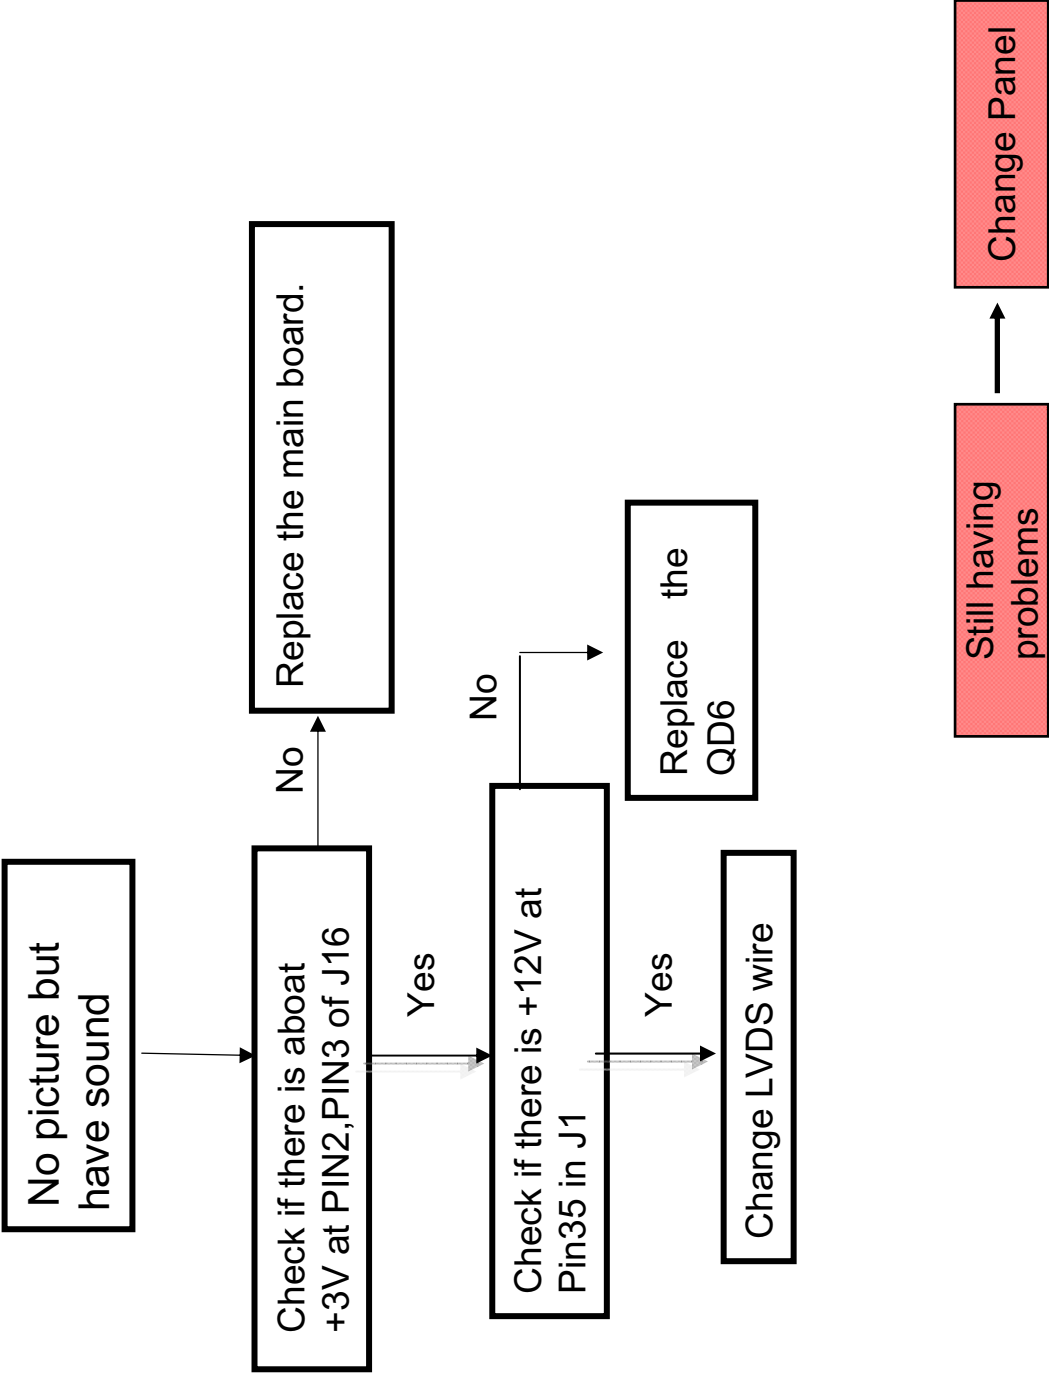 No picture but
have sound
Check if there is aboat
+3V at PIN2,PIN3 of J16
No
Replace the main board.
Yes
Check if there is +12V at
Pin35 in J1
No
Replace the
QD6
Yes
Change LVDS wire
Still having
problems
Change Panel